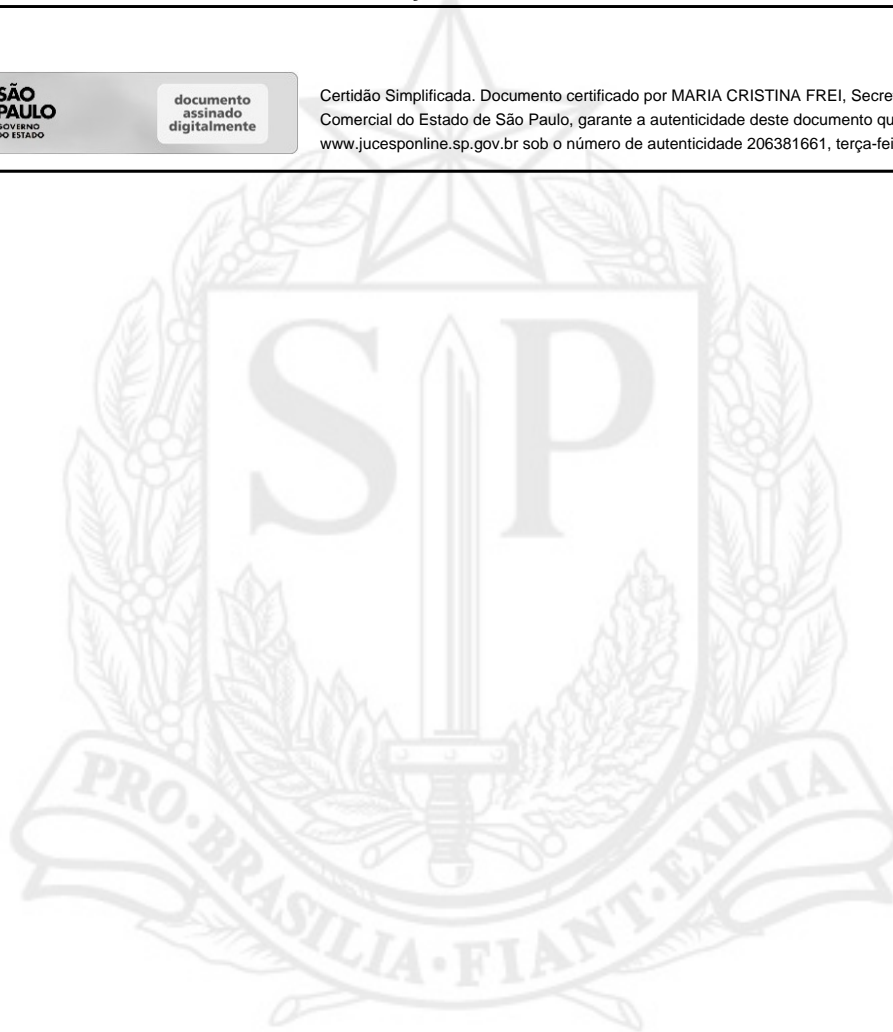 SÃO
PAULO
GOVERNO
DO ESTADO
documento
assinado
digitalmente
Certidão Simplificada. Documento certificado por MARIA CRISTINA FREI, Secre
Comercial do Estado de São Paulo, garante a autenticidade deste documento qu
www.jucesponline.sp.gov.br sob o número de autenticidade 206381661, terça-fei
SP
PRO·BRASILIA·FIANT·EXIMIA